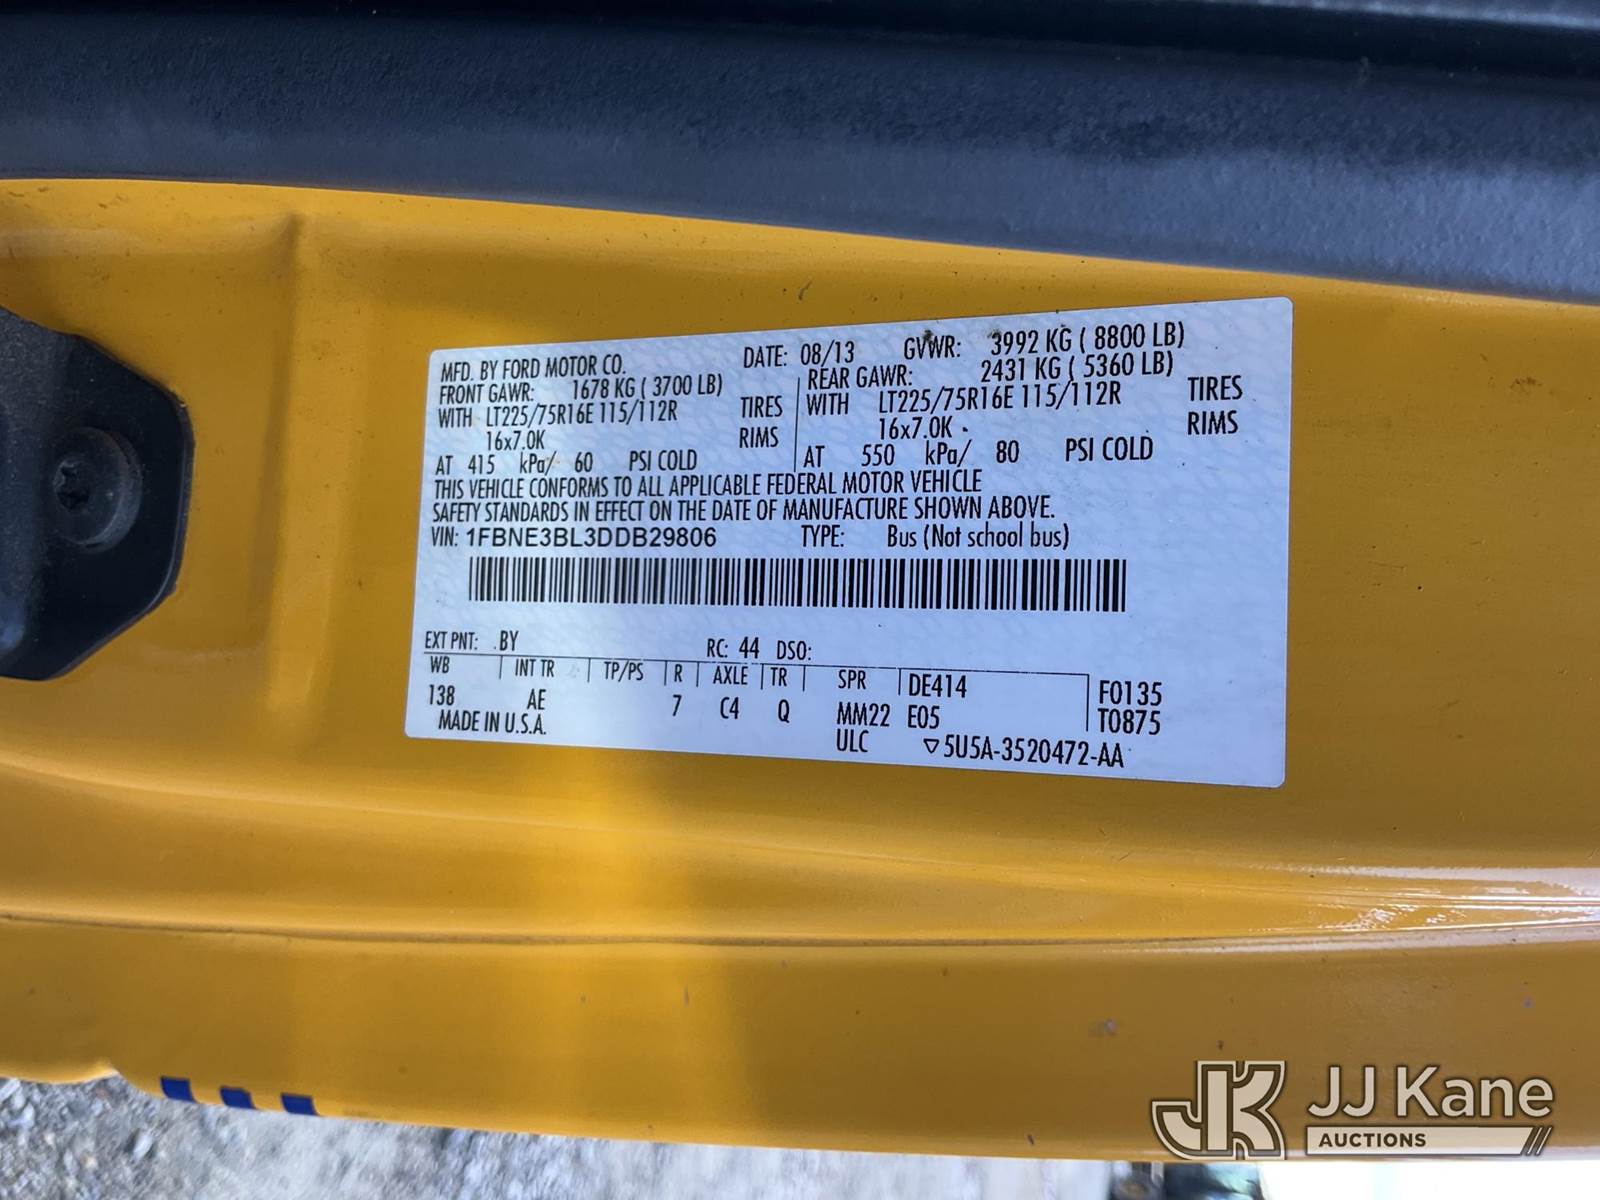 MFD. BY FORD MOTOR CO. DATE: 08/13 GVWR: 3992 KG ( 8800 LB)
FRONT GAWR: 1678 KG ( 3700 LB) REAR GAWR: 2431 KG ( 5360 LB)
WITH LT225/75R16E 115/112R TIRES WITH LT225/75R16E 115/112R TIRES
16x7.0K RIMS 16x7.0K RIMS
AT 415 kPa/ 60 PSI COLD AT 550 kPa/ 80 PSI COLD
THIS VEHICLE CONFORMS TO ALL APPLICABLE FEDERAL MOTOR VEHICLE
SAFETY STANDARDS IN EFFECT ON THE DATE OF MANUFACTURE SHOWN ABOVE.
VIN: 1FBNE3BL3DDB29806 TYPE: Bus (Not school bus)
EXT PNT: BY RC: 44 DSO:
WB INT TR TP/PS R AXLE TR SPR DE414 F0135
138 AE 7 C4 Q MM22 E05 T0875
MADE IN U.S.A. ULC ▽5U5A-3520472-AA
JK JJ Kane
AUCTIONS